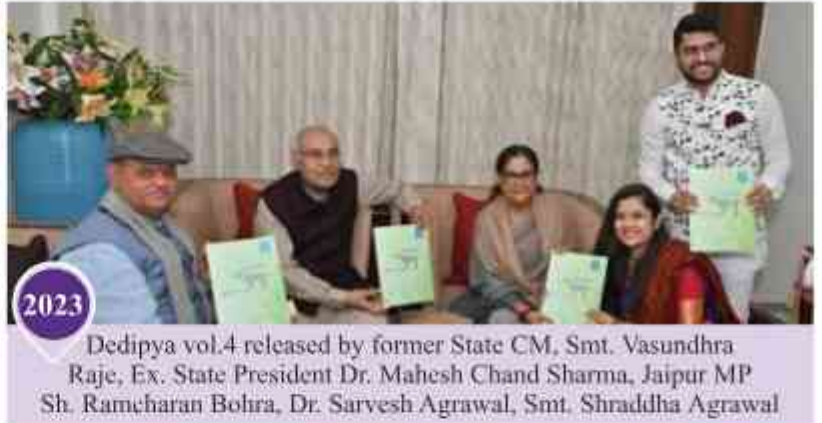 2023
Dedipya vol.4 released by former State CM, Smt. Vasundhra
Raje, Ex. State President Dr. Mahesh Chand Sharma, Jaipur MP
Sh. Ramcharan Bohra, Dr. Sarvesh Agrawal, Smt. Shraddha Agrawal